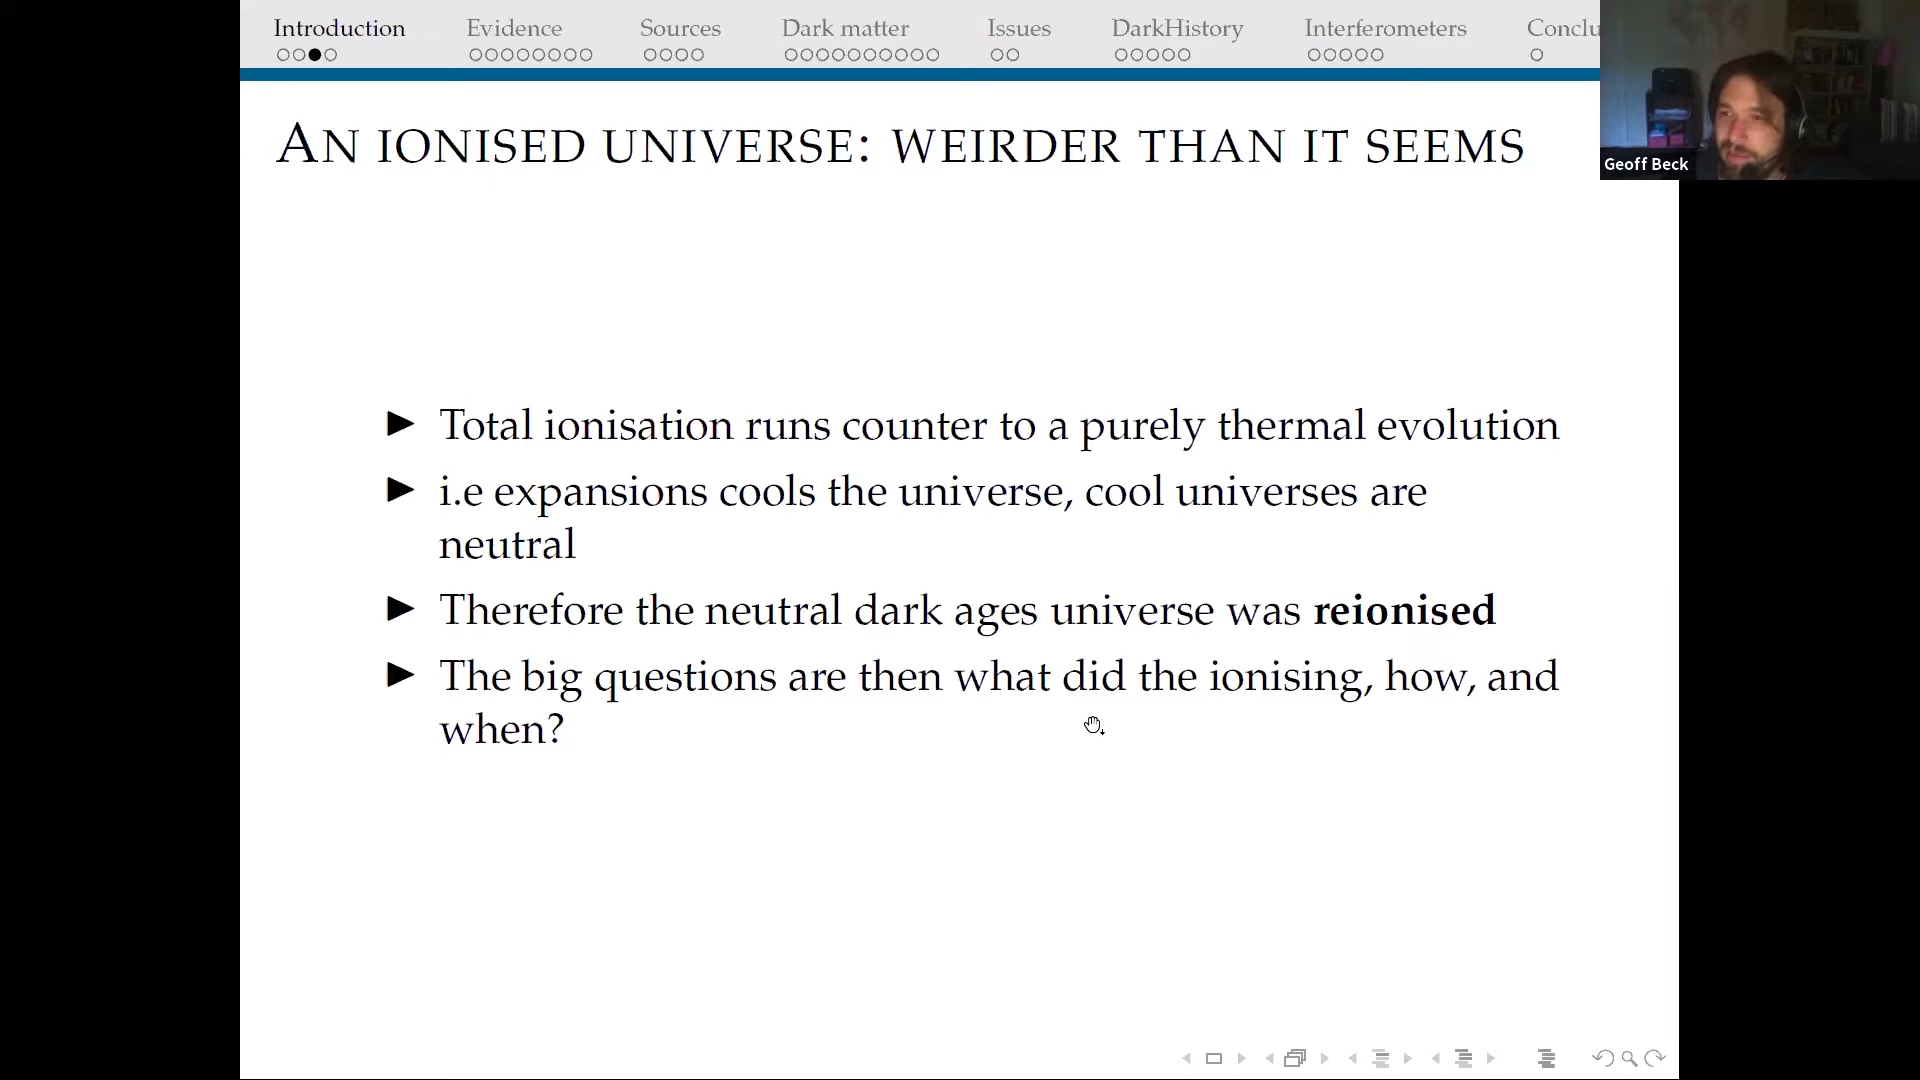 Introduction Evidence Sources Dark matter Issues DarkHistory Interferometers Conclu
Geoff Beck
AN IONISED UNIVERSE: WEIRDER THAN IT SEEMS
Total ionisation runs counter to a purely thermal evolution
i.e expansions cools the universe, cool universes are
neutral
Therefore the neutral dark ages universe was reionised
The big questions are then what did the ionising, how, and
when?